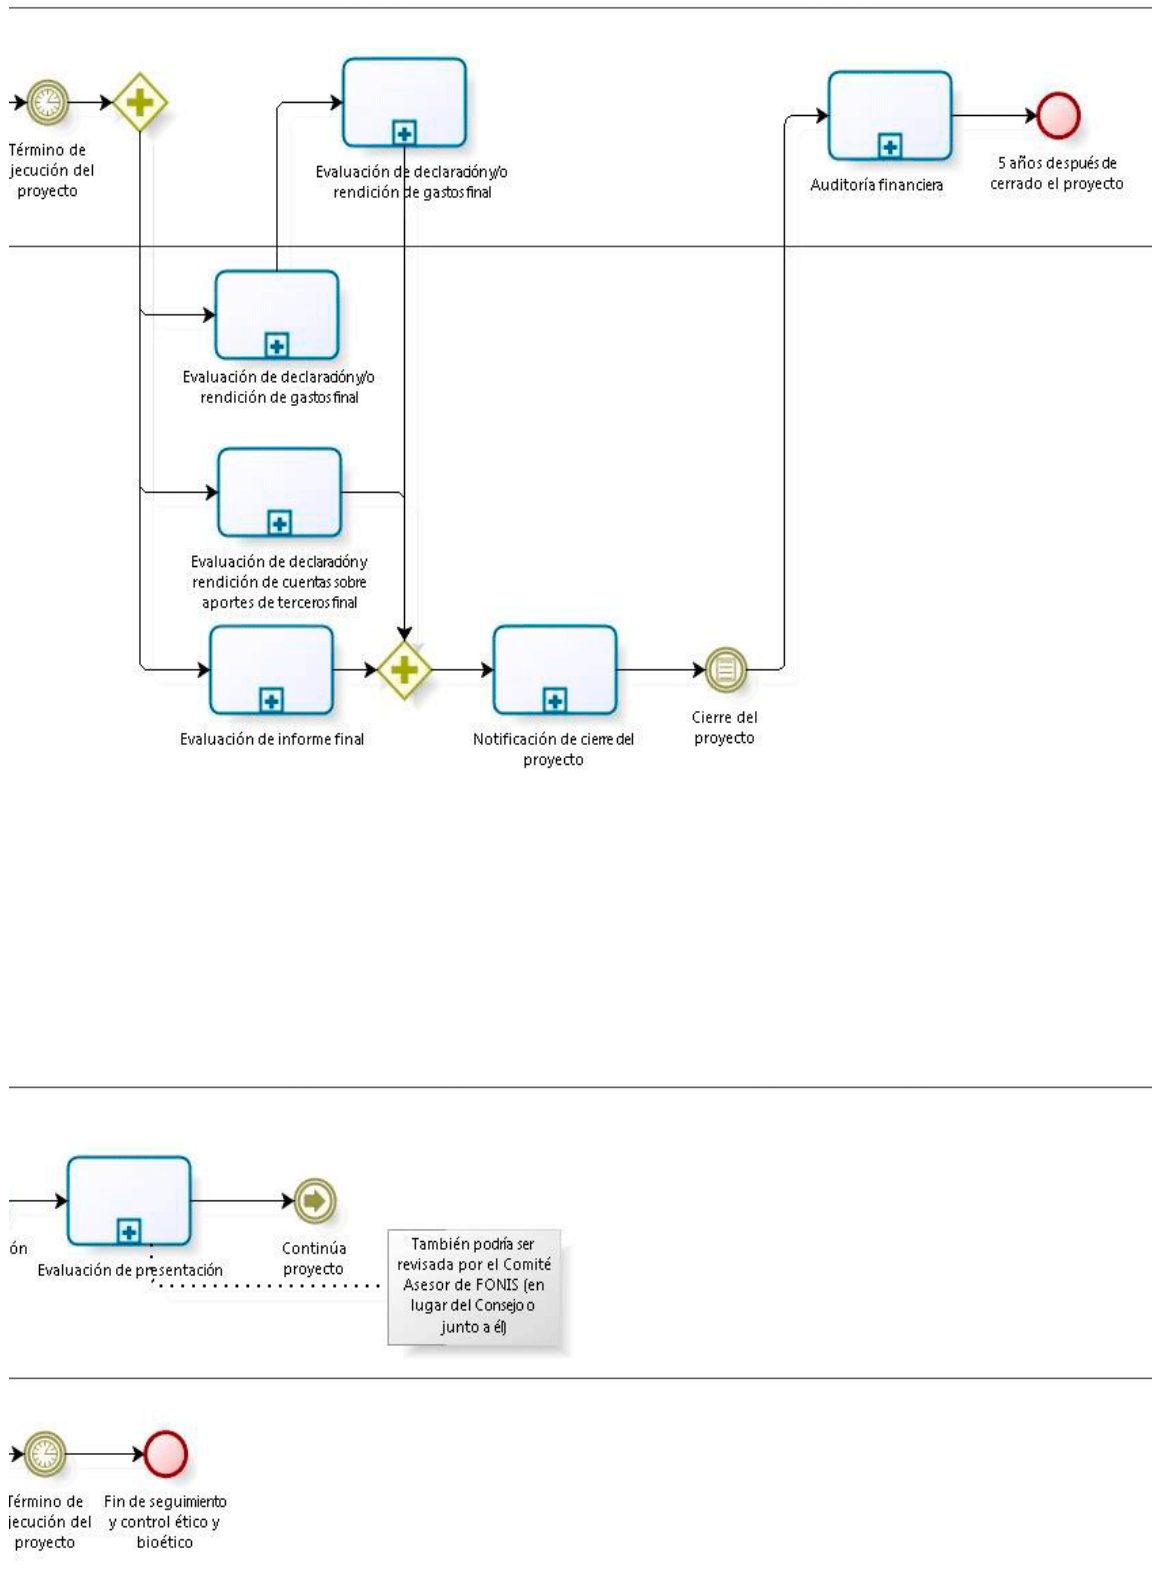 Término de
jecución del
proyecto
Evaluación de declaración y/o
rendición de gastos final
Auditoría financiera
5 años después de
cerrado el proyecto
Evaluación de declaración y/o
rendición de gastos final
Evaluación de declaración y
rendición de cuentas sobre
aportes de terceros final
Evaluación de informe final
Notificación de cierre del
proyecto
Cierre del
proyecto
ón
Evaluación de presentación
Continúa
proyecto
También podría ser
revisada por el Comité
Asesor de FONIS (en
lugar del Consejo o
junto a él)
Término de
jecución del
proyecto
Fin de seguimiento
y control ético y
bioético